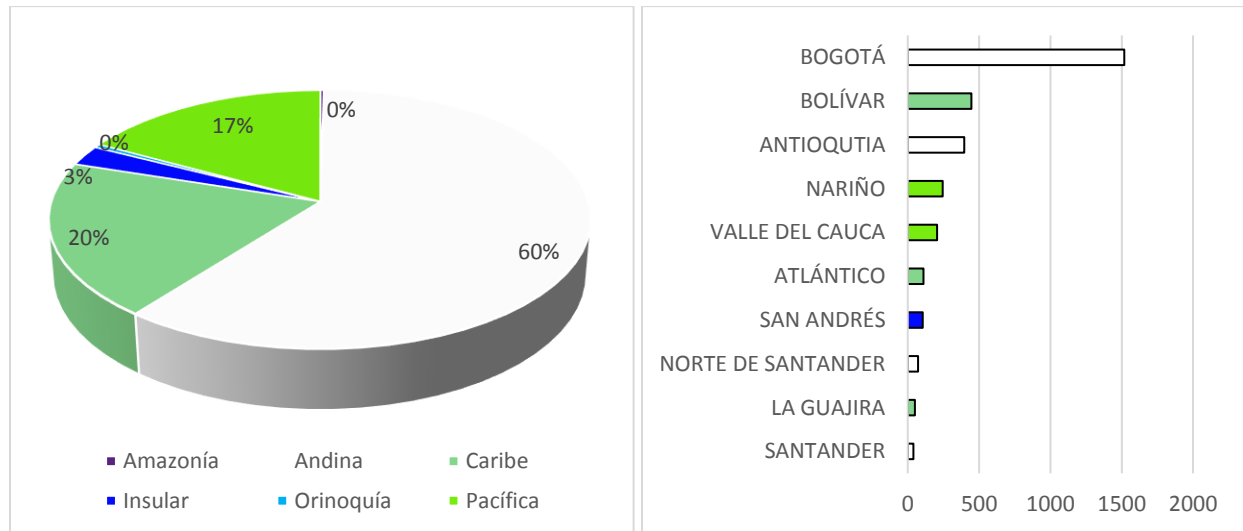 0%
17%
0%
3%
20%
60%
Amazonía Andina Caribe
Insular Orinoquía Pacífica
BOGOTÁ
BOLÍVAR
ANTIOQUTIA
NARIÑO
VALLE DEL CAUCA
ATLÁNTICO
SAN ANDRÉS
NORTE DE SANTANDER
LA GUAJIRA
SANTANDER
0 500 1000 1500 2000